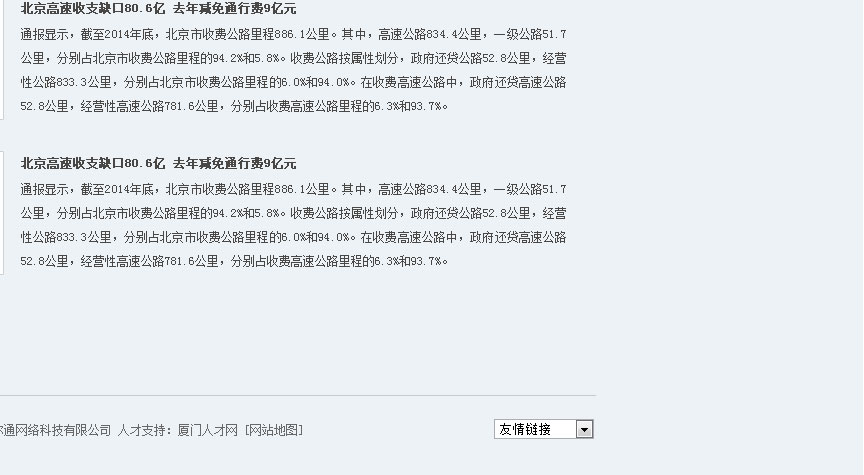 北京高速收支缺口80.6亿 去年减免通行费9亿元
通报显示，截至2014年底，北京市收费公路里程886.1公里。其中，高速公路834.4公里，一级公路51.7
公里，分别占北京市收费公路里程的94.2%和5.8%。收费公路按属性划分，政府还贷公路52.8公里，经营
性公路833.3公里，分别占北京市收费公路里程的6.0%和94.0%。在收费高速公路中，政府还贷高速公路
52.8公里，经营性高速公路781.6公里，分别占收费高速公路里程的6.3%和93.7%。
北京高速收支缺口80.6亿 去年减免通行费9亿元
通报显示，截至2014年底，北京市收费公路里程886.1公里。其中，高速公路834.4公里，一级公路51.7
公里，分别占北京市收费公路里程的94.2%和5.8%。收费公路按属性划分，政府还贷公路52.8公里，经营
性公路833.3公里，分别占北京市收费公路里程的6.0%和94.0%。在收费高速公路中，政府还贷高速公路
52.8公里，经营性高速公路781.6公里，分别占收费高速公路里程的6.3%和93.7%。
通网络科技有限公司 人才支持：厦门人才网 [网站地图] 友情链接